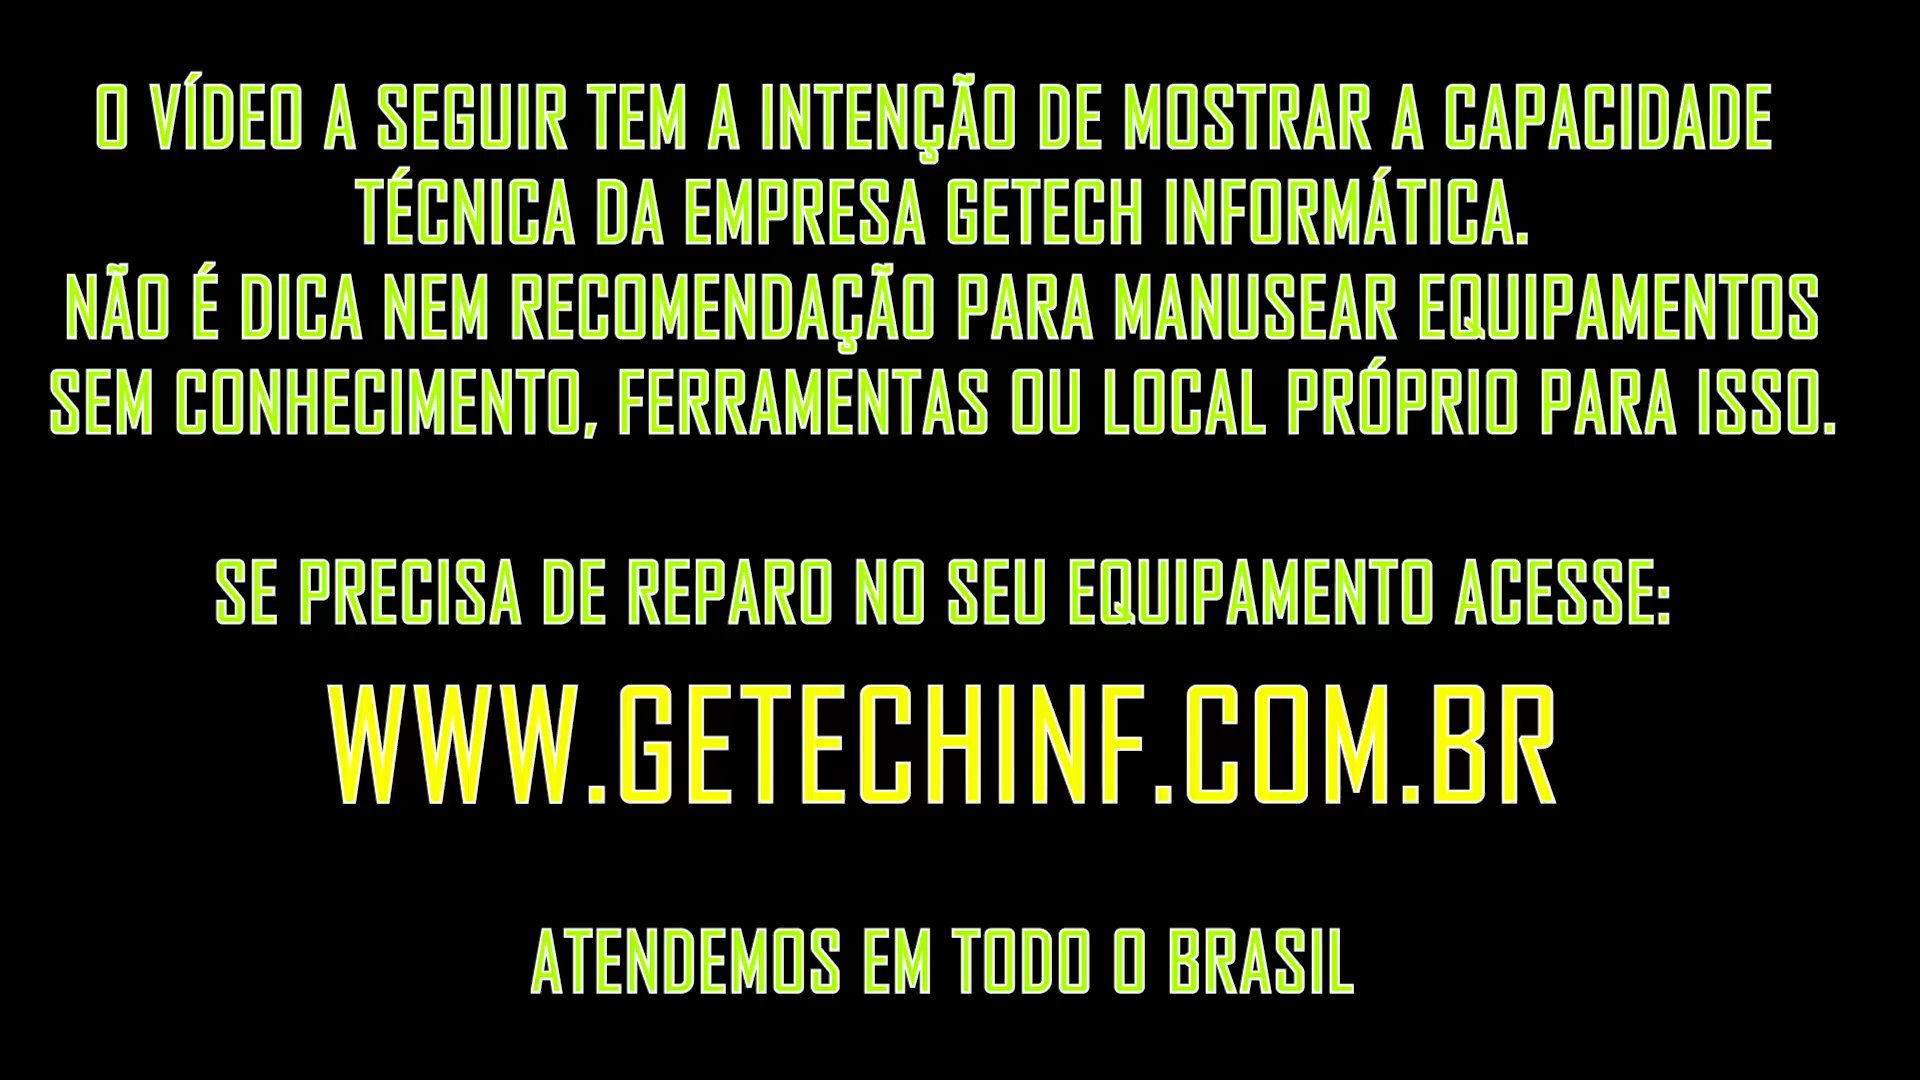 O VÍDEO A SEGUIR TEM A INTENÇÃO DE MOSTRAR A CAPACIDADE
TÉCNICA DA EMPRESA GETECH INFORMÁTICA.
NÃO É DICA NEM RECOMENDAÇÃO PARA MANUSEAR EQUIPAMENTOS
SEM CONHECIMENTO, FERRAMENTAS OU LOCAL PRÓPRIO PARA ISSO.
SE PRECISA DE REPARO NO SEU EQUIPAMENTO ACESSE:
WWW.GETECHINF.COM.BR
ATENDEMOS EM TODO O BRASIL